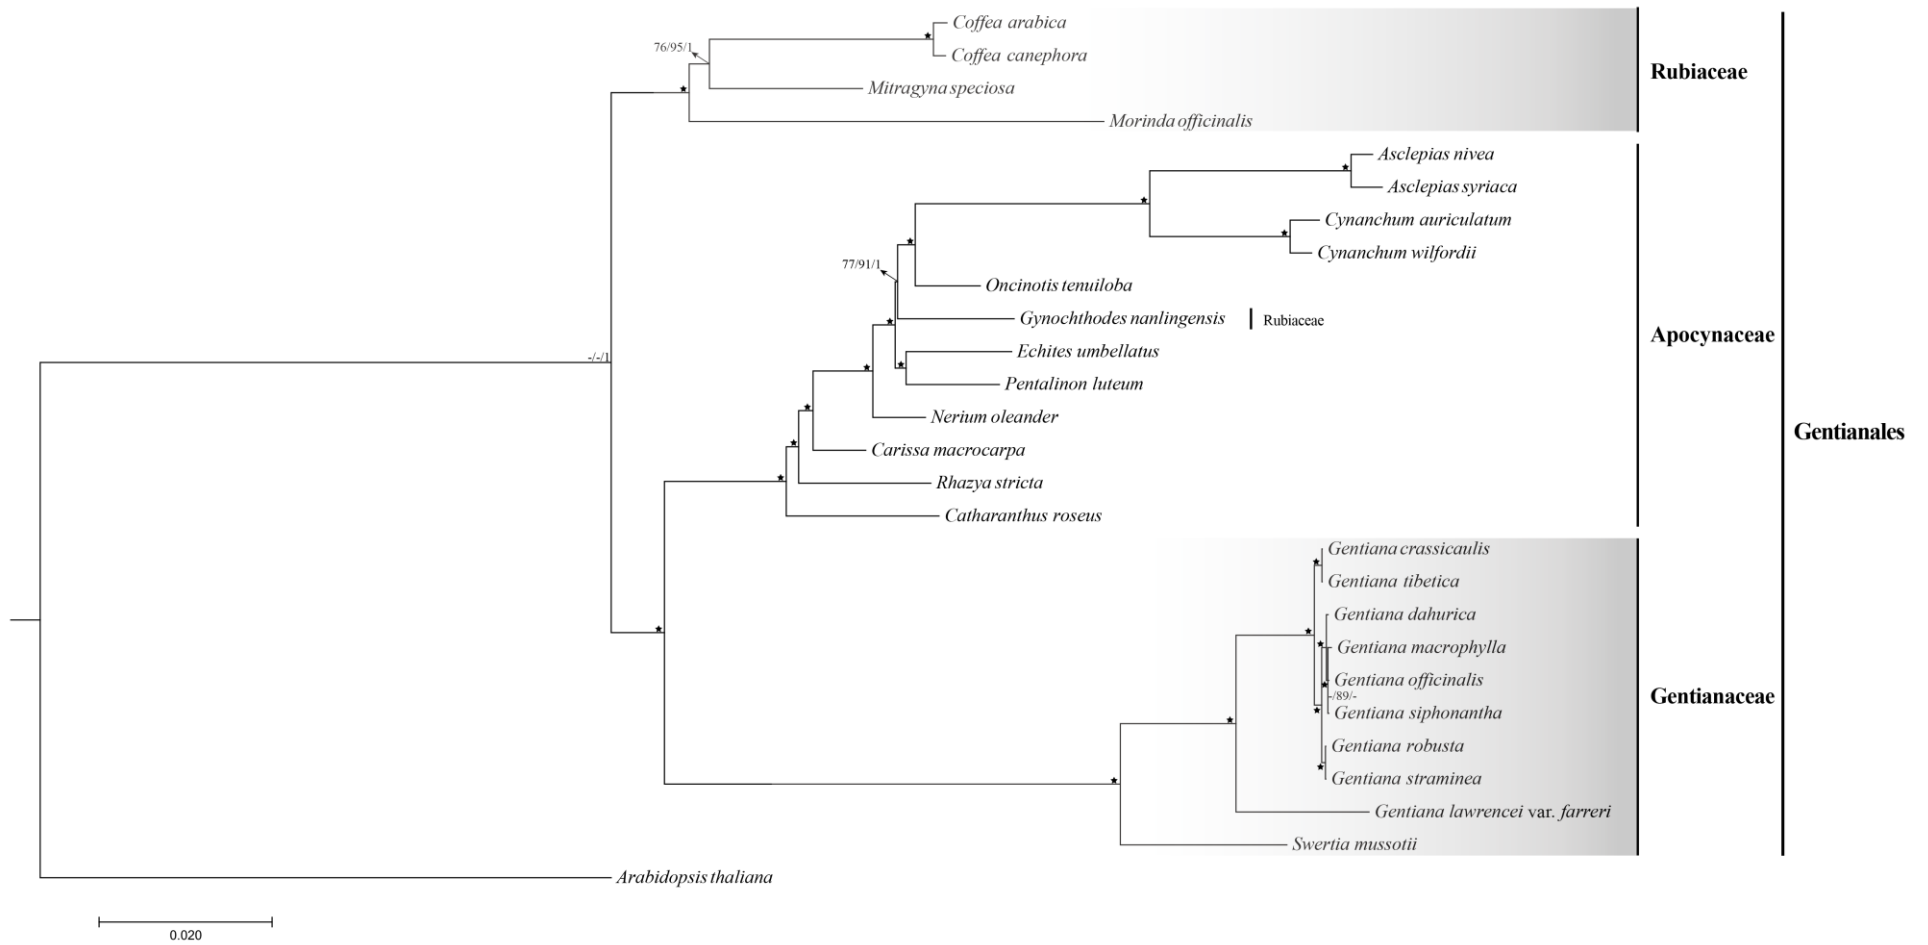 Coffea arabica
76/95/1
Coffea canephora
Rubiaceae
Mitragyna speciosa
Morinda officinalis
Asclepias nivea
Asclepias syriaca
Cynanchum auriculatum
Cynanchum wilfordii
77/91/1
Oncinotis tenuiloba
Gynochthodes nanlingensis
Rubiaceae
Apocynaceae
Echites umbellatus
-/-/1
Pentalinon luteum
Nerium oleander
Gentianales
Carissa macrocarpa
Rhazya stricta
Catharanthus roseus
Gentiana crassicaulis
Gentiana tibetica
Gentiana dahurica
Gentiana macrophylla
Gentiana officinalis
-/89/-
Gentianaceae
Gentiana siphonantha
Gentiana robusta
Gentiana straminea
Gentiana lawrencei var. farreri
Swertia mussotii
Arabidopsis thaliana
0.020